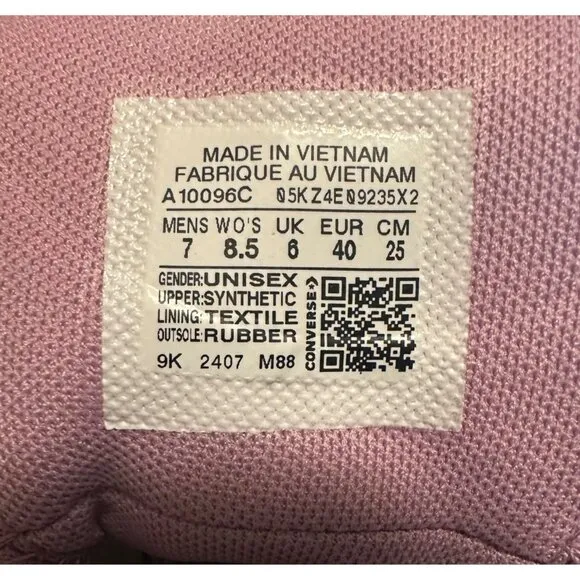 MADE IN VIETNAM
FABRIQUE AU VIETNAM
A10096C 05KZ4E09235X2
MENS WO'S UK EUR CM
7 8.5 6 40 25
GENDER:UNISEX
UPPER:SYNTHETIC
LINING:TEXTILE
OUTSOLE:RUBBER
CONVERSE
9K 2407 M88